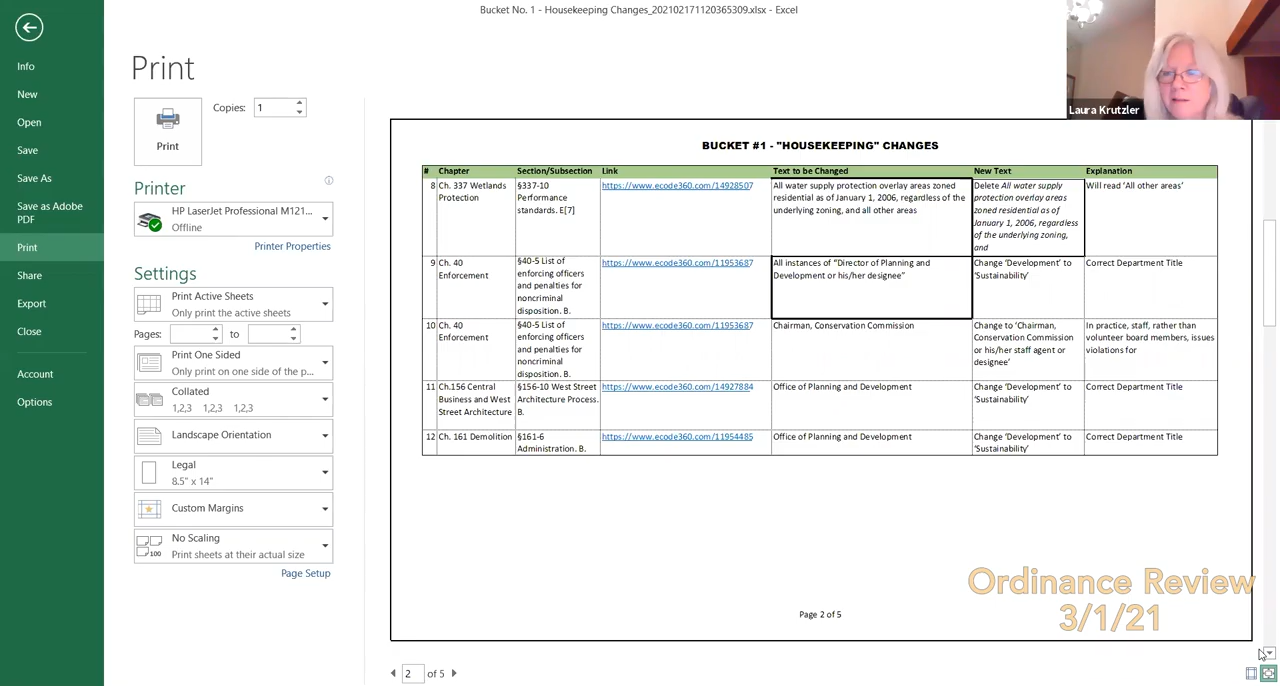 Bucket No. 1 - Housekeeping Changes_202102171120365309.xlsx - Excel
Info
New
Open
Save
Save As
Save as Adobe
PDF
Print
Share
Export
Close
Account
Options
Print
Print
Copies: 1
Printer
HP LaserJet Professional M121...
Offline
Printer Properties
Settings
Print Active Sheets
Only print the active sheets
Pages: to
Print One Sided
Only print on one side of the p...
Collated
1,2,3 1,2,3 1,2,3
Landscape Orientation
Legal
8.5" x 14"
Custom Margins
No Scaling
Print sheets at their actual size
100
Page Setup
Laura Krutzler
BUCKET #1 - "HOUSEKEEPING" CHANGES
# Chapter Section/Subsection Link Text to be Changed New Text Explanation
8 Ch. 337 Wetlands
Protection
§337-10
Performance
standards. E[7]
https://www.ecode360.com/14928507
All water supply protection overlay areas zoned
residential as of January 1, 2006, regardless of the
underlying zoning, and all other areas
Delete All water supply
protection overlay areas
zoned residential as of
January 1, 2006, regardless
of the underlying zoning,
and
Will read 'All other areas'
9 Ch. 40
Enforcement
§40-5 List of
enforcing officers
and penalties for
noncriminal
disposition. B.
https://www.ecode360.com/11953687
All instances of "Director of Planning and
Development or his/her designee"
Change 'Development' to
'Sustainability'
Correct Department Title
10 Ch. 40
Enforcement
§40-5 List of
enforcing officers
and penalties for
noncriminal
disposition. B.
https://www.ecode360.com/11953687
Chairman, Conservation Commission
Change to 'Chairman,
Conservation Commission
or his/her staff agent or
designee'
In practice, staff, rather than
volunteer board members, issues
violations for
11 Ch.156 Central
Business and West
Street Architecture
§156-10 West Street
Architecture Process.
B.
https://www.ecode360.com/14927884
Office of Planning and Development
Change 'Development' to
'Sustainability'
Correct Department Title
12 Ch. 161 Demolition
§161-6
Administration. B.
https://www.ecode360.com/11954485
Office of Planning and Development
Change 'Development' to
'Sustainability'
Correct Department Title
Page 2 of 5
Ordinance Review
3/1/21
2 of 5